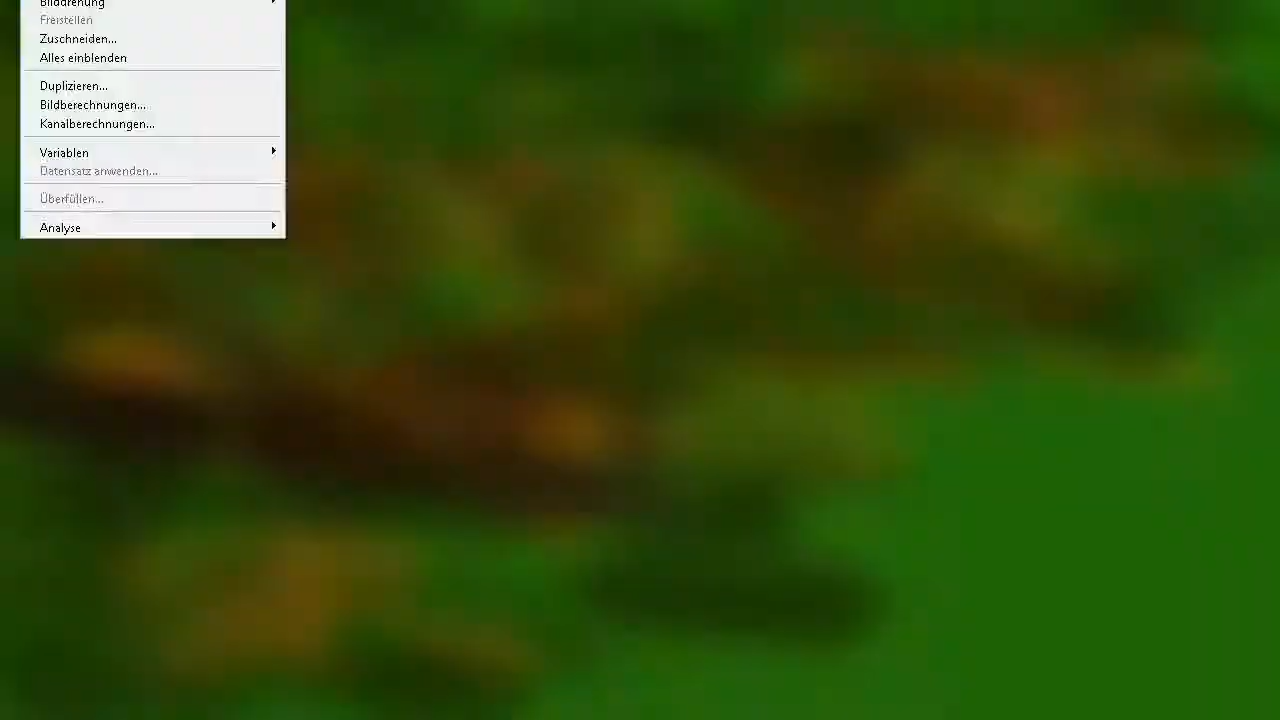 Bilddrehung
Freistellen
Zuschneiden...
Alles einblenden
Duplizieren...
Bildberechnungen...
Kanalberechnungen...
Variablen
Datensatz anwenden...
Überfüllen...
Analyse